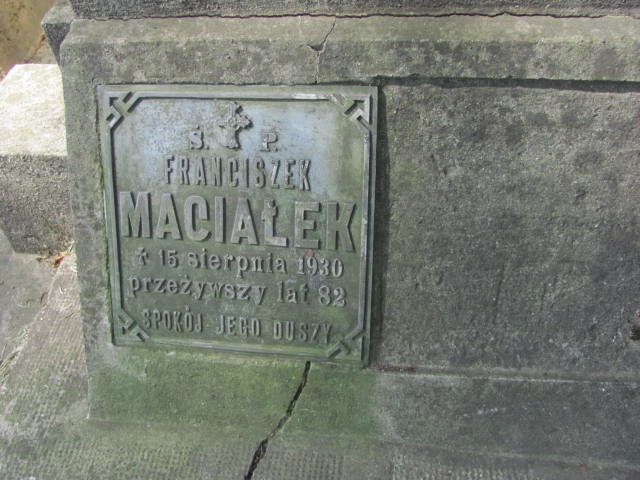 Ś. P.
FRANCISZEK
MACIAŁEK
† 15 sierpnia 1930
przeżywszy lat 82
SPOKÓJ JEGO DUSZY